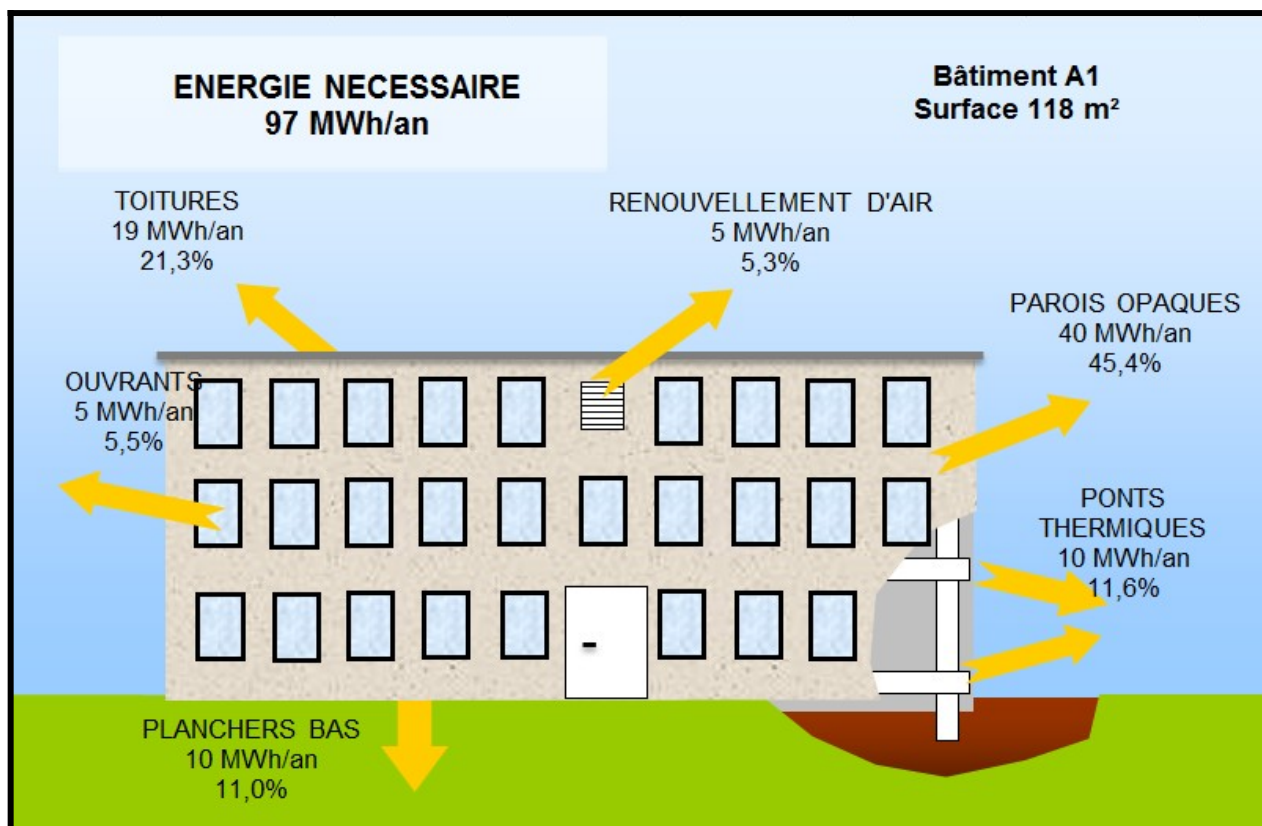 ENERGIE NECESSAIRE
97 MWh/an
Bâtiment A1
Surface 118 m²
TOITURES
19 MWh/an
21,3%
RENOUVELLEMENT D'AIR
5 MWh/an
5,3%
PAROIS OPAQUES
40 MWh/an
45,4%
OUVRANTS
5 MWh/an
5,5%
PONTS
THERMIQUES
10 MWh/an
11,6%
PLANCHERS BAS
10 MWh/an
11,0%